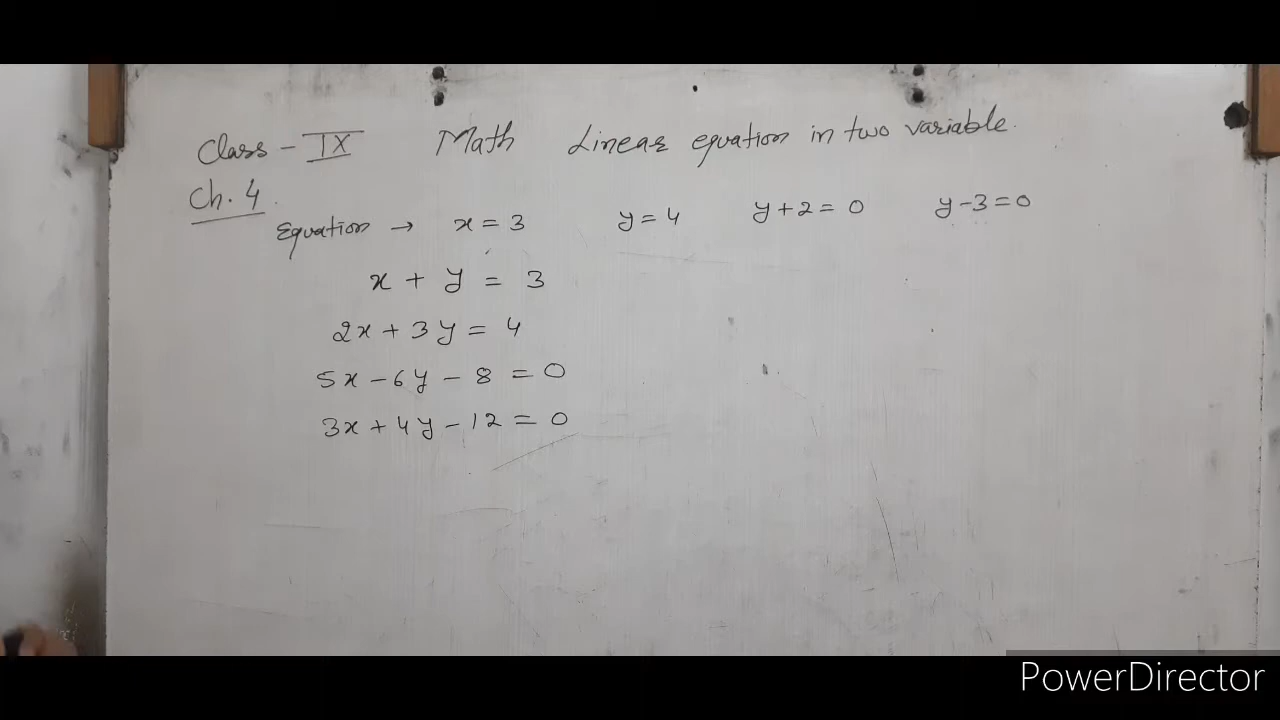 Class - IX Math Linear equation in two variable.
Ch. 4.
Equation → x = 3 y = 4 y + 2 = 0 y - 3 = 0
x + y = 3
2x + 3y = 4
5x - 6y - 8 = 0
3x + 4y - 12 = 0
PowerDirector